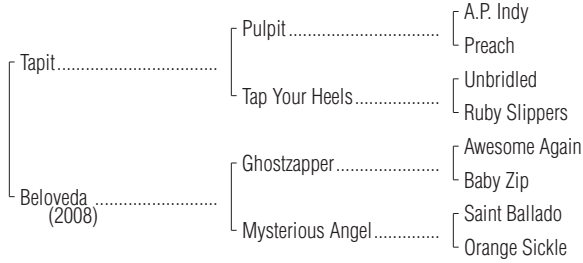 A.P. Indy
Pulpit
Preach
Tapit
Unbridled
Tap Your Heels
Ruby Slippers
Awesome Again
Ghostzapper
Baby Zip
Beloveda
(2008)
Saint Ballado
Mysterious Angel
Orange Sickle